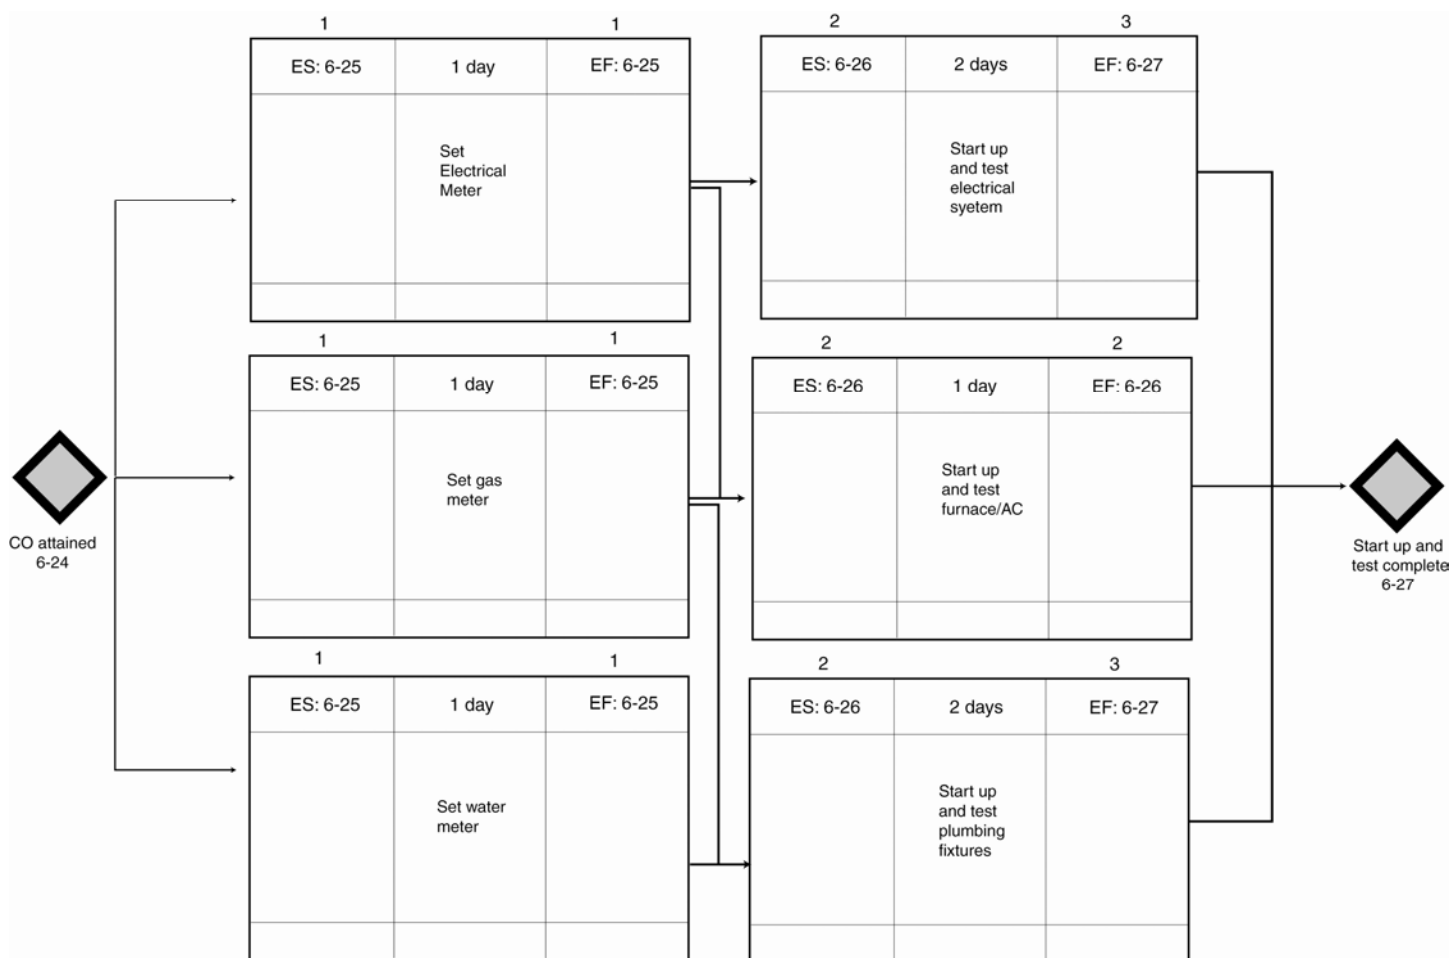 1 1 2 3
ES: 6-25 1 day EF: 6-25
ES: 6-26 2 days EF: 6-27
Set
Electrical
Meter
Start up
and test
electrical
syetem
1 1 2 2
ES: 6-25 1 day EF: 6-25
ES: 6-26 1 day EF: 6-26
Set gas
meter
Start up
and test
furnace/AC
CO attained
6-24
Start up and
test complete
6-27
1 1 2 3
ES: 6-25 1 day EF: 6-25
ES: 6-26 2 days EF: 6-27
Set water
meter
Start up
and test
plumbing
fixtures